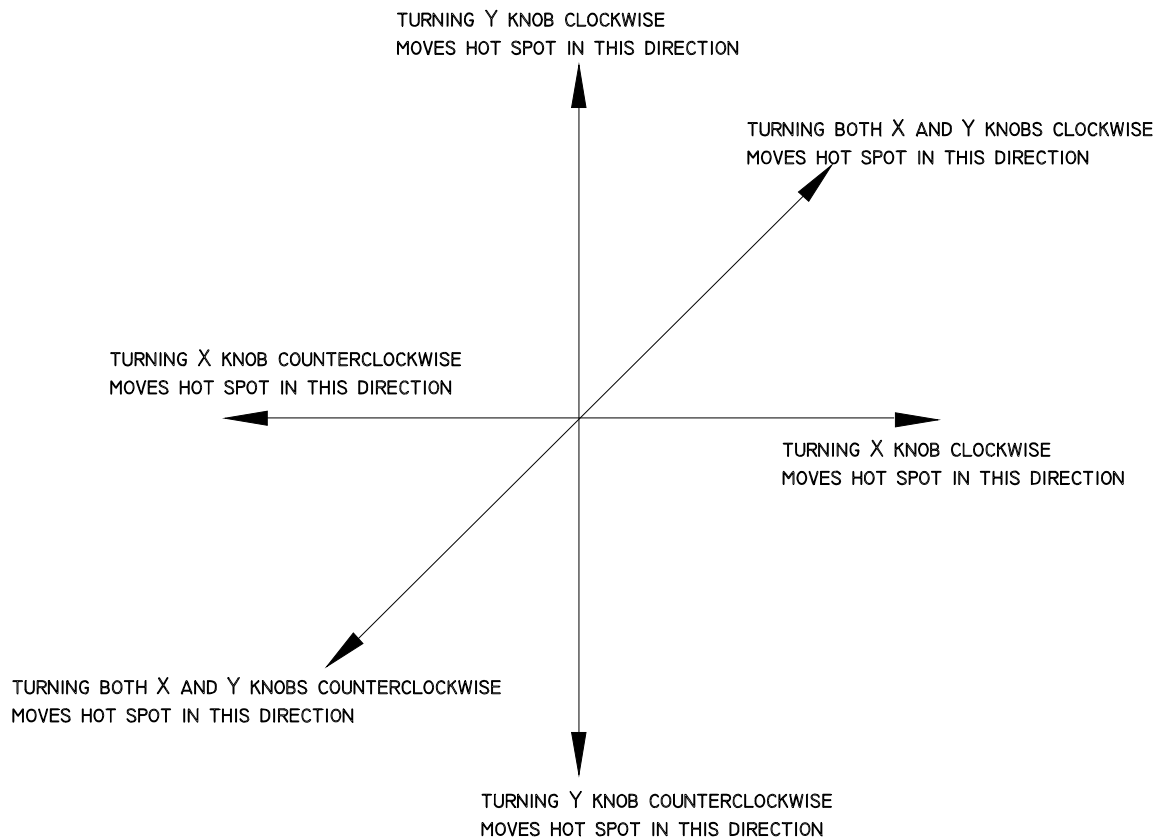 TURNING Y KNOB CLOCKWISE
MOVES HOT SPOT IN THIS DIRECTION
TURNING BOTH X AND Y KNOBS CLOCKWISE
MOVES HOT SPOT IN THIS DIRECTION
TURNING X KNOB COUNTERCLOCKWISE
MOVES HOT SPOT IN THIS DIRECTION
TURNING X KNOB CLOCKWISE
MOVES HOT SPOT IN THIS DIRECTION
TURNING BOTH X AND Y KNOBS COUNTERCLOCKWISE
MOVES HOT SPOT IN THIS DIRECTION
TURNING Y KNOB COUNTERCLOCKWISE
MOVES HOT SPOT IN THIS DIRECTION